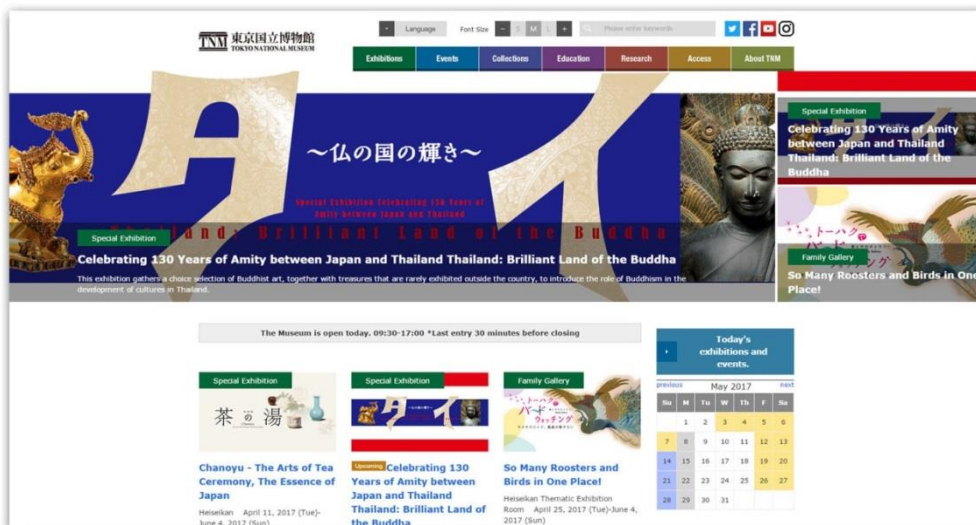 TNM 東京国立博物館
TOKYO NATIONAL MUSEUM
Language
Font Size − S M L +
Please enter keywords
Exhibitions Events Collections Education Research Access About TNM
タイ
～仏の国の輝き～
Special Exhibition Celebrating 130 Years of
Amity between Japan and Thailand
Thailand: Brilliant Land of the Buddha
Special Exhibition
Celebrating 130 Years of Amity between Japan and Thailand Thailand: Brilliant Land of the Buddha
This exhibition gathers a choice selection of Buddhist art, together with treasures that are rarely exhibited outside the country, to introduce the role of Buddhism in the
development of cultures in Thailand.
Special Exhibition
Celebrating 130 Years of Amity
between Japan and Thailand
Thailand: Brilliant Land of the
Buddha
トーハク
バード
Family Gallery
So Many Roosters and Birds in One
Place!
The Museum is open today. 09:30-17:00 *Last entry 30 minutes before closing
Special Exhibition
茶の湯
Chanoyu - The Arts of Tea
Ceremony, The Essence of
Japan
Heiseikan April 11, 2017 (Tue)-
June 4, 2017 (Sun)
Special Exhibition
～仏の国の輝き～
タイ
Upcoming Celebrating 130
Years of Amity between
Japan and Thailand
Thailand: Brilliant Land of
the Buddha
Family Gallery
トーハク
バード
ウォッチング
So Many Roosters and
Birds in One Place!
Heiseikan Thematic Exhibition
Room April 25, 2017 (Tue)-June 4,
2017 (Sun)
Today's
exhibitions and
events.
previous May 2017 next
Su M Tu W Th F Sa
1 2 3 4 5 6
7 8 9 10 11 12 13
14 15 16 17 18 19 20
21 22 23 24 25 26 27
28 29 30 31